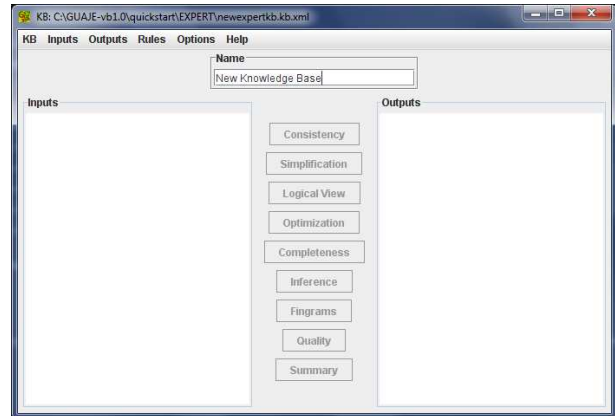 KB: C:\GUAJE-vb1.0\quickstart\EXPERT\newexpertkb.kb.xml
KB Inputs Outputs Rules Options Help
Name
New Knowledge Base
Inputs
Outputs
Consistency
Simplification
Logical View
Optimization
Completeness
Inference
Fingrams
Quality
Summary